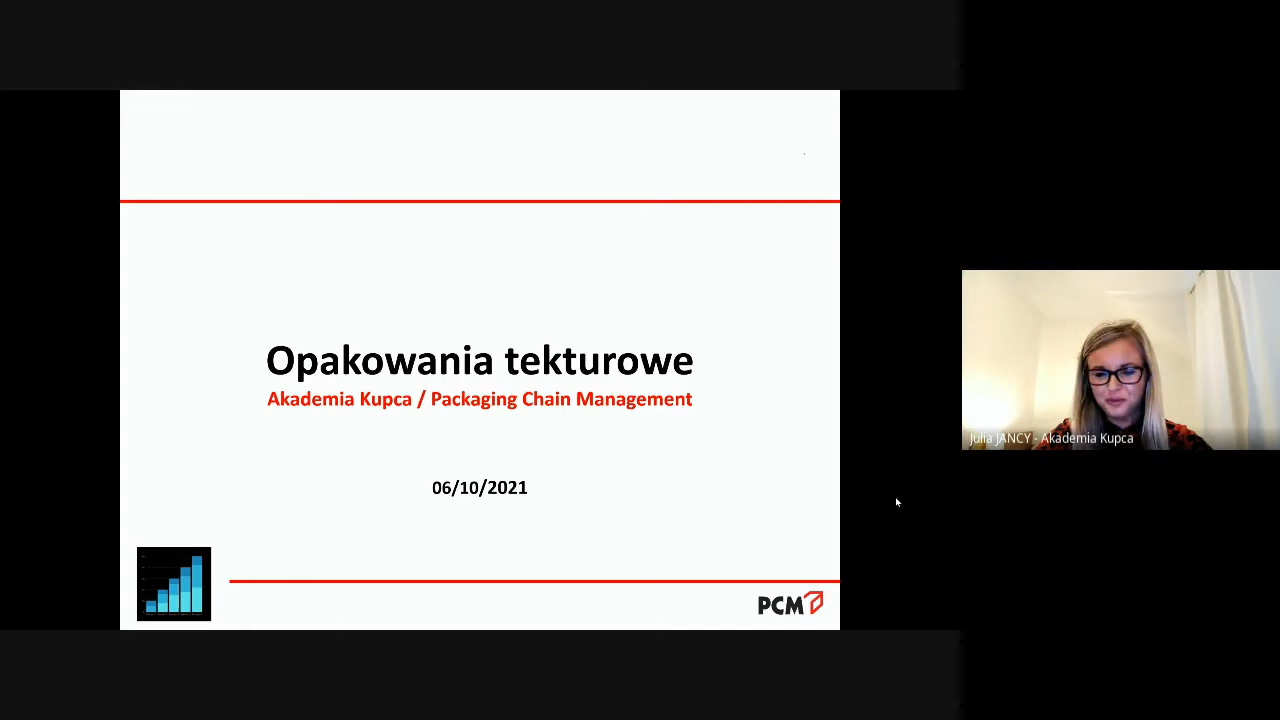 Opakowania tekturowe
Akademia Kupca / Packaging Chain Management
06/10/2021
PCM
Julia JANCY - Akademia Kupca